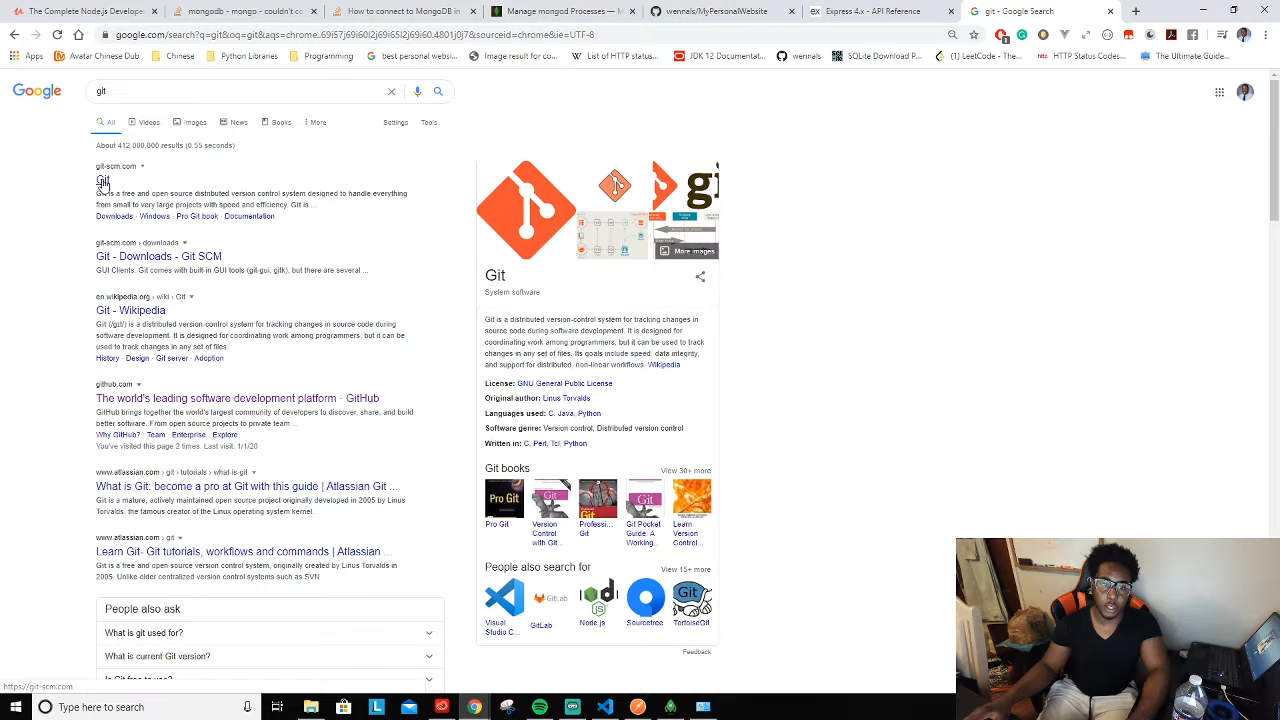 The Complete Node.js Develope
mongodb - mongo - couldn't cc
How to connect to MongoDB in
Manage mongod Processes — M
wennals/MyPersonalWebsite
Express 4.x - API Reference
git - Google Search
google.com/search?q=git&oq=git&aqs=chrome.69i57j69i60l2j69i65l2j69i60.4801j0j7&sourceid=chrome&ie=UTF-8
Apps
Avatar Chinese Dub
SQLite
Chinese
Python Libraries
Programming
best personal websi...
Image result for co...
List of HTTP status...
JDK 12 Documentat...
wennals
SQLite Download P...
(1) LeetCode - The...
HTTP Status Codes...
The Ultimate Guide...
Google
git
All
Videos
Images
News
Books
More
Settings
Tools
About 412,000,000 results (0.55 seconds)
git-scm.com
Git
Git is a free and open source distributed version control system designed to handle everything
from small to very large projects with speed and efficiency. Git is ...
Downloads · Windows · Pro Git book · Documentation
git-scm.com › downloads
Git - Downloads - Git SCM
GUI Clients. Git comes with built-in GUI tools (git-gui, gitk), but there are several ...
en.wikipedia.org › wiki › Git
Git - Wikipedia
Git (/ɡɪt/) is a distributed version-control system for tracking changes in source code during
software development. It is designed for coordinating work among programmers, but it can be
used to track changes in any set of files.
History · Design · Git server · Adoption
github.com
The world's leading software development platform · GitHub
GitHub brings together the world's largest community of developers to discover, share, and build
better software. From open source projects to private team ...
Why GitHub? · Team · Enterprise · Explore
You've visited this page 2 times. Last visit: 1/1/20
www.atlassian.com › git › tutorials › what-is-git
What is Git: become a pro at Git with this guide | Atlassian Git ...
Git is a mature, actively maintained open source project originally developed in 2005 by Linus
Torvalds, the famous creator of the Linux operating system kernel.
www.atlassian.com › git
Learn Git- Git tutorials, workflows and commands | Atlassian ...
Git is a free and open source version control system, originally created by Linus Torvalds in
2005. Unlike older centralized version control systems such as SVN
People also ask
What is git used for?
What is current Git version?
Is Git free to use?
gi
More images
Git
System software
Git is a distributed version-control system for tracking changes in
source code during software development. It is designed for
coordinating work among programmers, but it can be used to track
changes in any set of files. Its goals include speed, data integrity,
and support for distributed, non-linear workflows. Wikipedia
License: GNU General Public License
Original author: Linus Torvalds
Languages used: C, Java, Python
Software genre: Version control, Distributed version control
Written in: C, Perl, Tcl, Python
Git books
View 30+ more
Pro Git
Version Control with Git...
Professi... Git
Git Pocket Guide: A Working...
Learn Version Control...
People also search for
View 15+ more
Visual Studio C...
GitLab
Node.js
Sourcetree
TortoiseGit
Feedback
https://git-scm.com
Type here to search